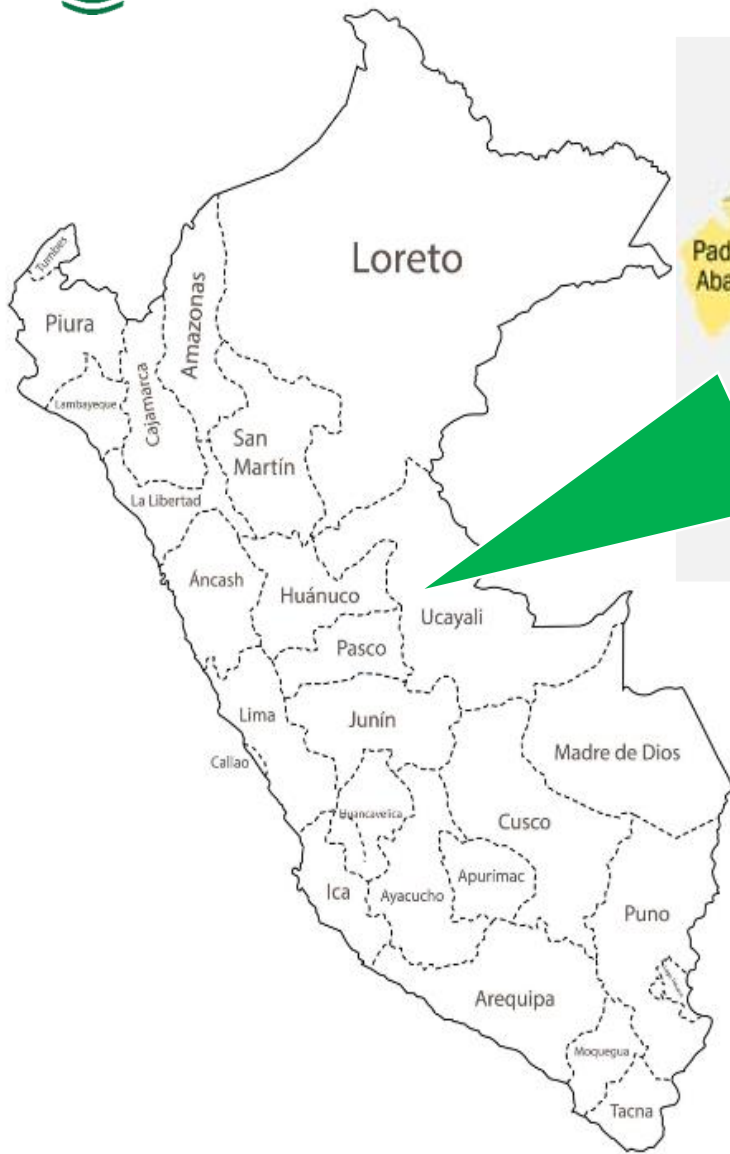 Loreto
Tumbes
Piura
Amazonas
Lambayeque
Cajamarca
San
Martín
La Libertad
Áncash
Huánuco
Ucayali
Pasco
Lima
Junín
Callao
Madre de Dios
Huancavelica
Cusco
Ica
Ayacucho
Apurímac
Puno
Arequipa
Moquegua
Tacna
Pad
Aba